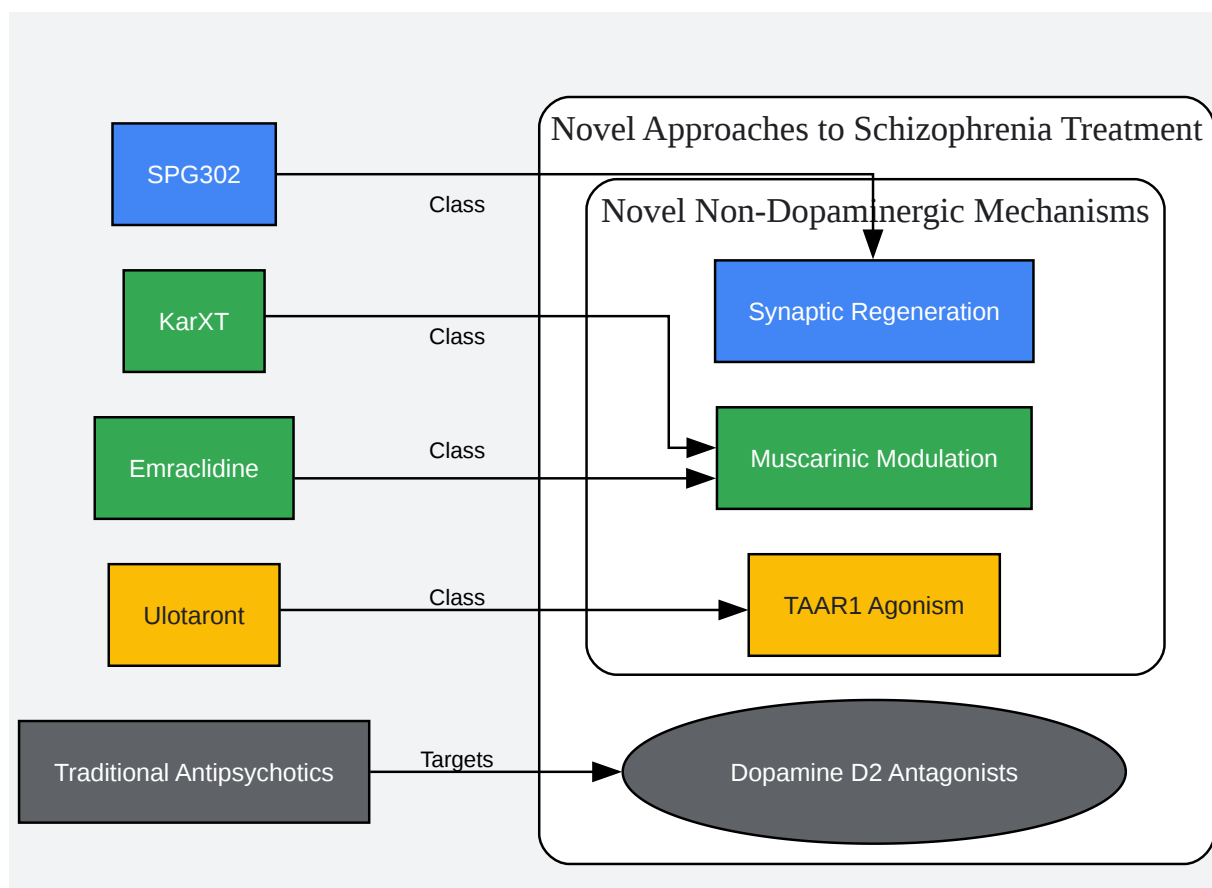 Novel Approaches to Schizophrenia Treatment
SPG302
Class
Novel Non-Dopaminergic Mechanisms
Synaptic Regeneration
KarXT
Class
Emraclidine
Class
Muscarinic Modulation
Ulotaront
Class
TAAR1 Agonism
Traditional Antipsychotics
Targets
Dopamine D2 Antagonists